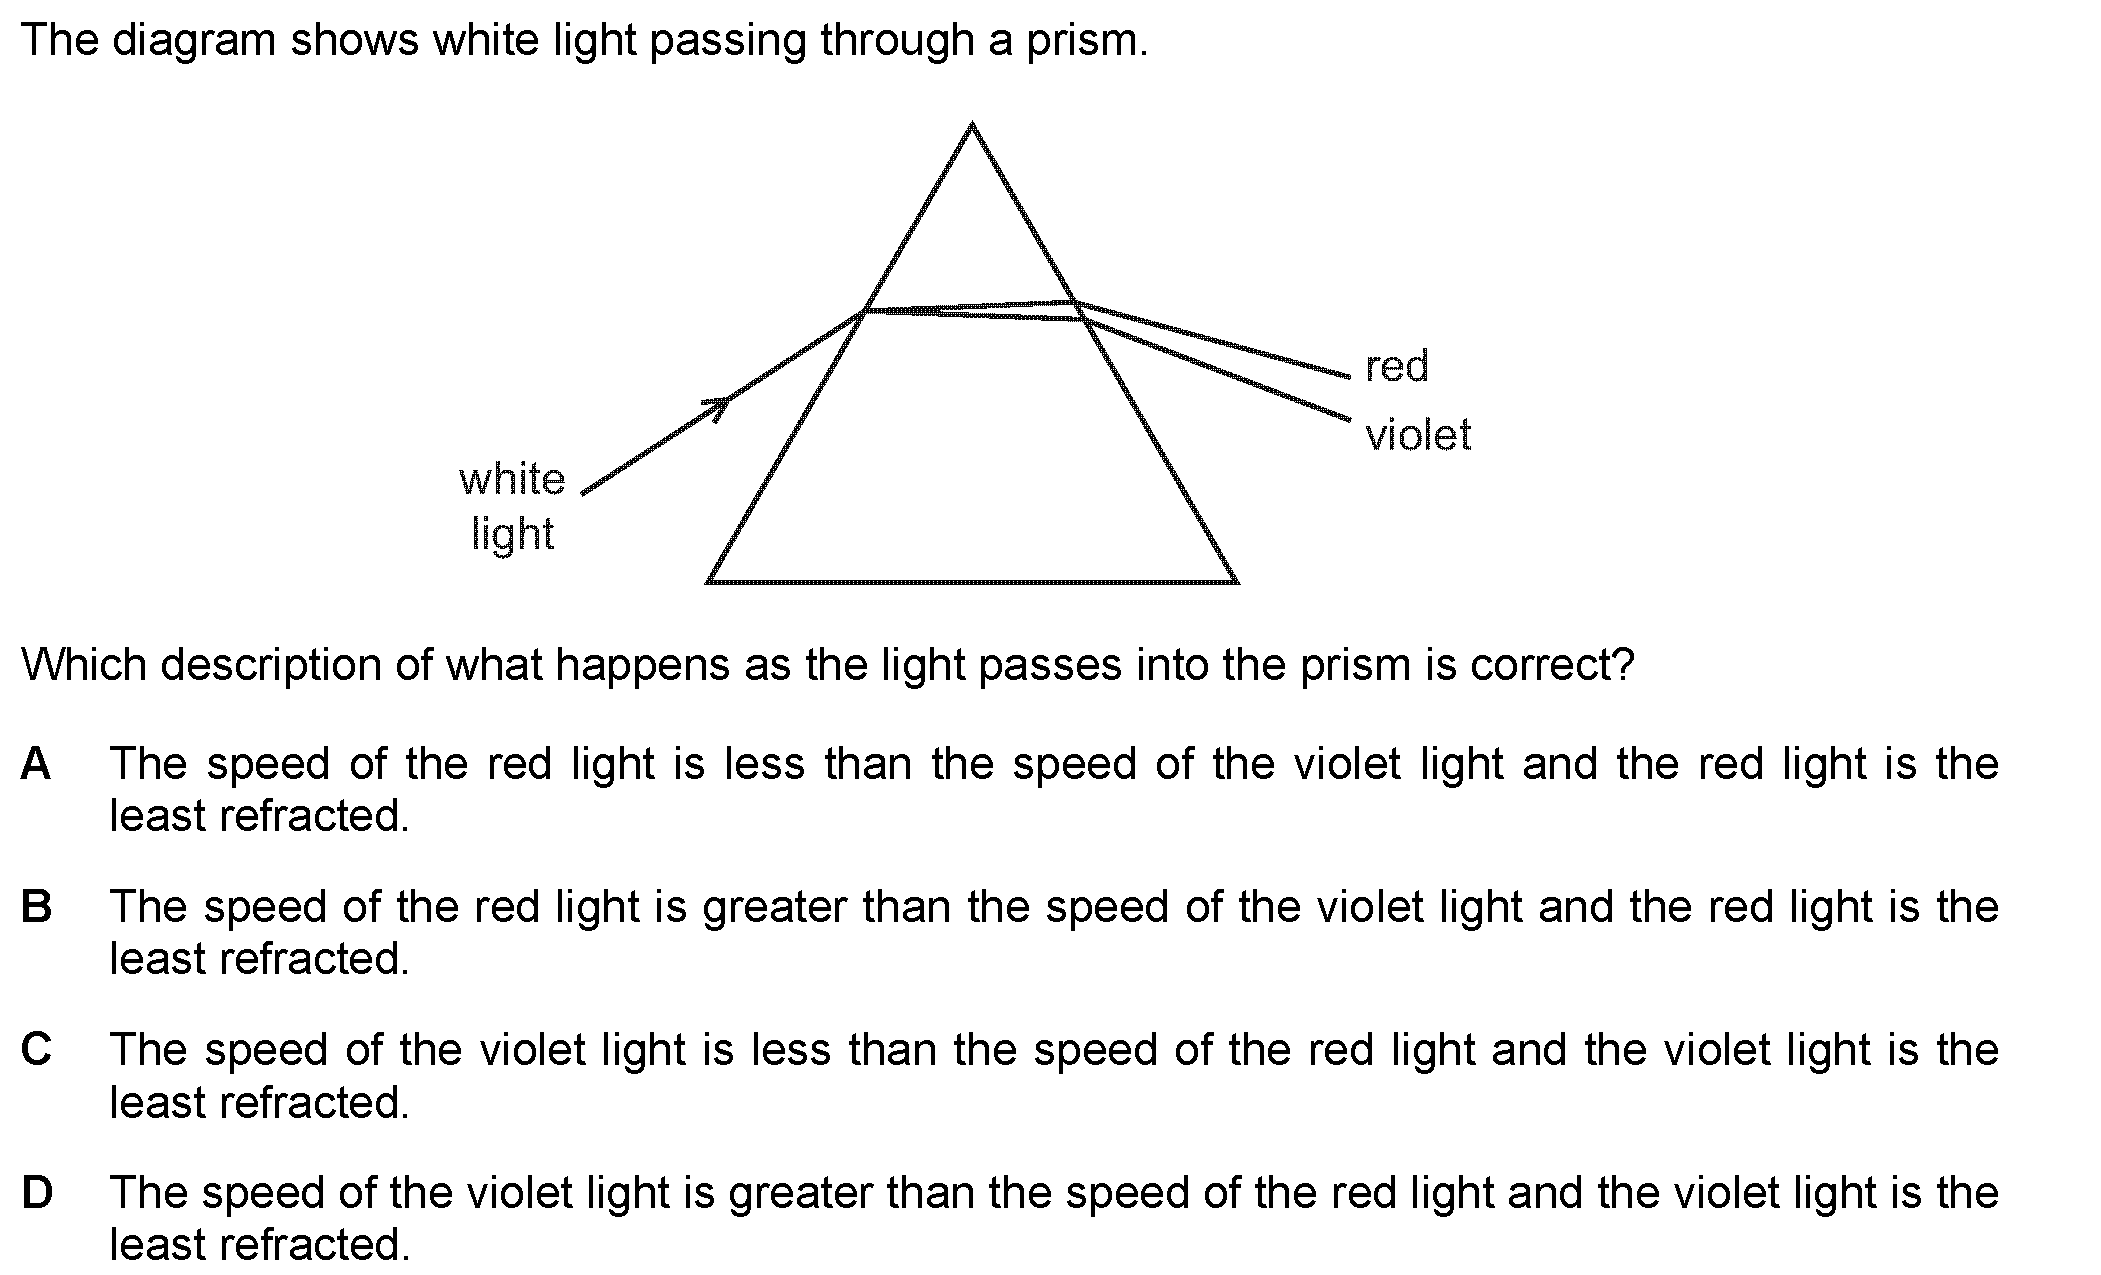 The diagram shows white light passing through a prism.
red
violet
white
light
Which description of what happens as the light passes into the prism is correct?
A The speed of the red light is less than the speed of the violet light and the red light is the
least refracted.
B The speed of the red light is greater than the speed of the violet light and the red light is the
least refracted.
C The speed of the violet light is less than the speed of the red light and the violet light is the
least refracted.
D The speed of the violet light is greater than the speed of the red light and the violet light is the
least refracted.